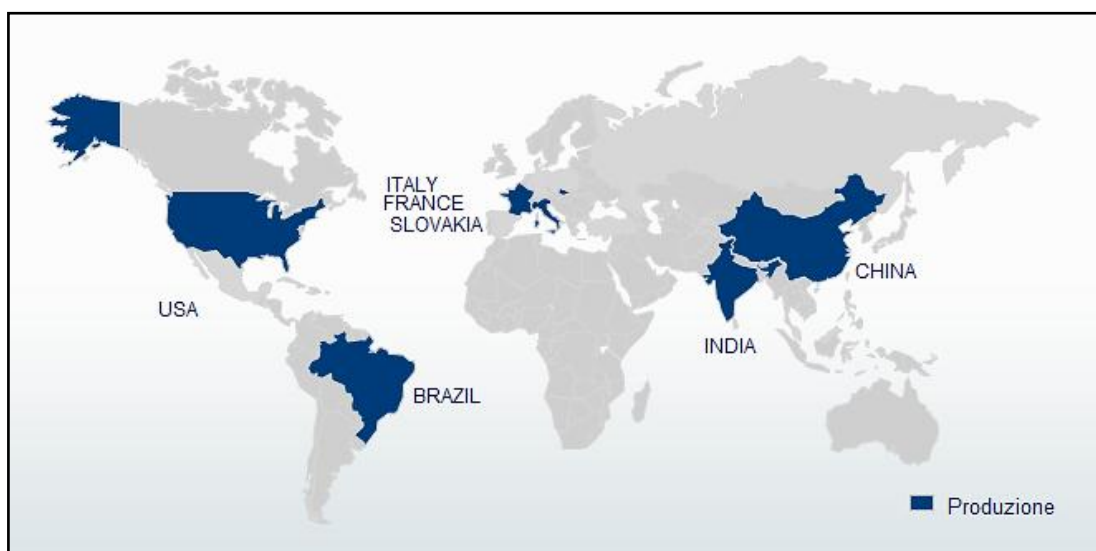 ITALY
FRANCE
SLOVAKIA
CHINA
USA
INDIA
BRAZIL
Produzione